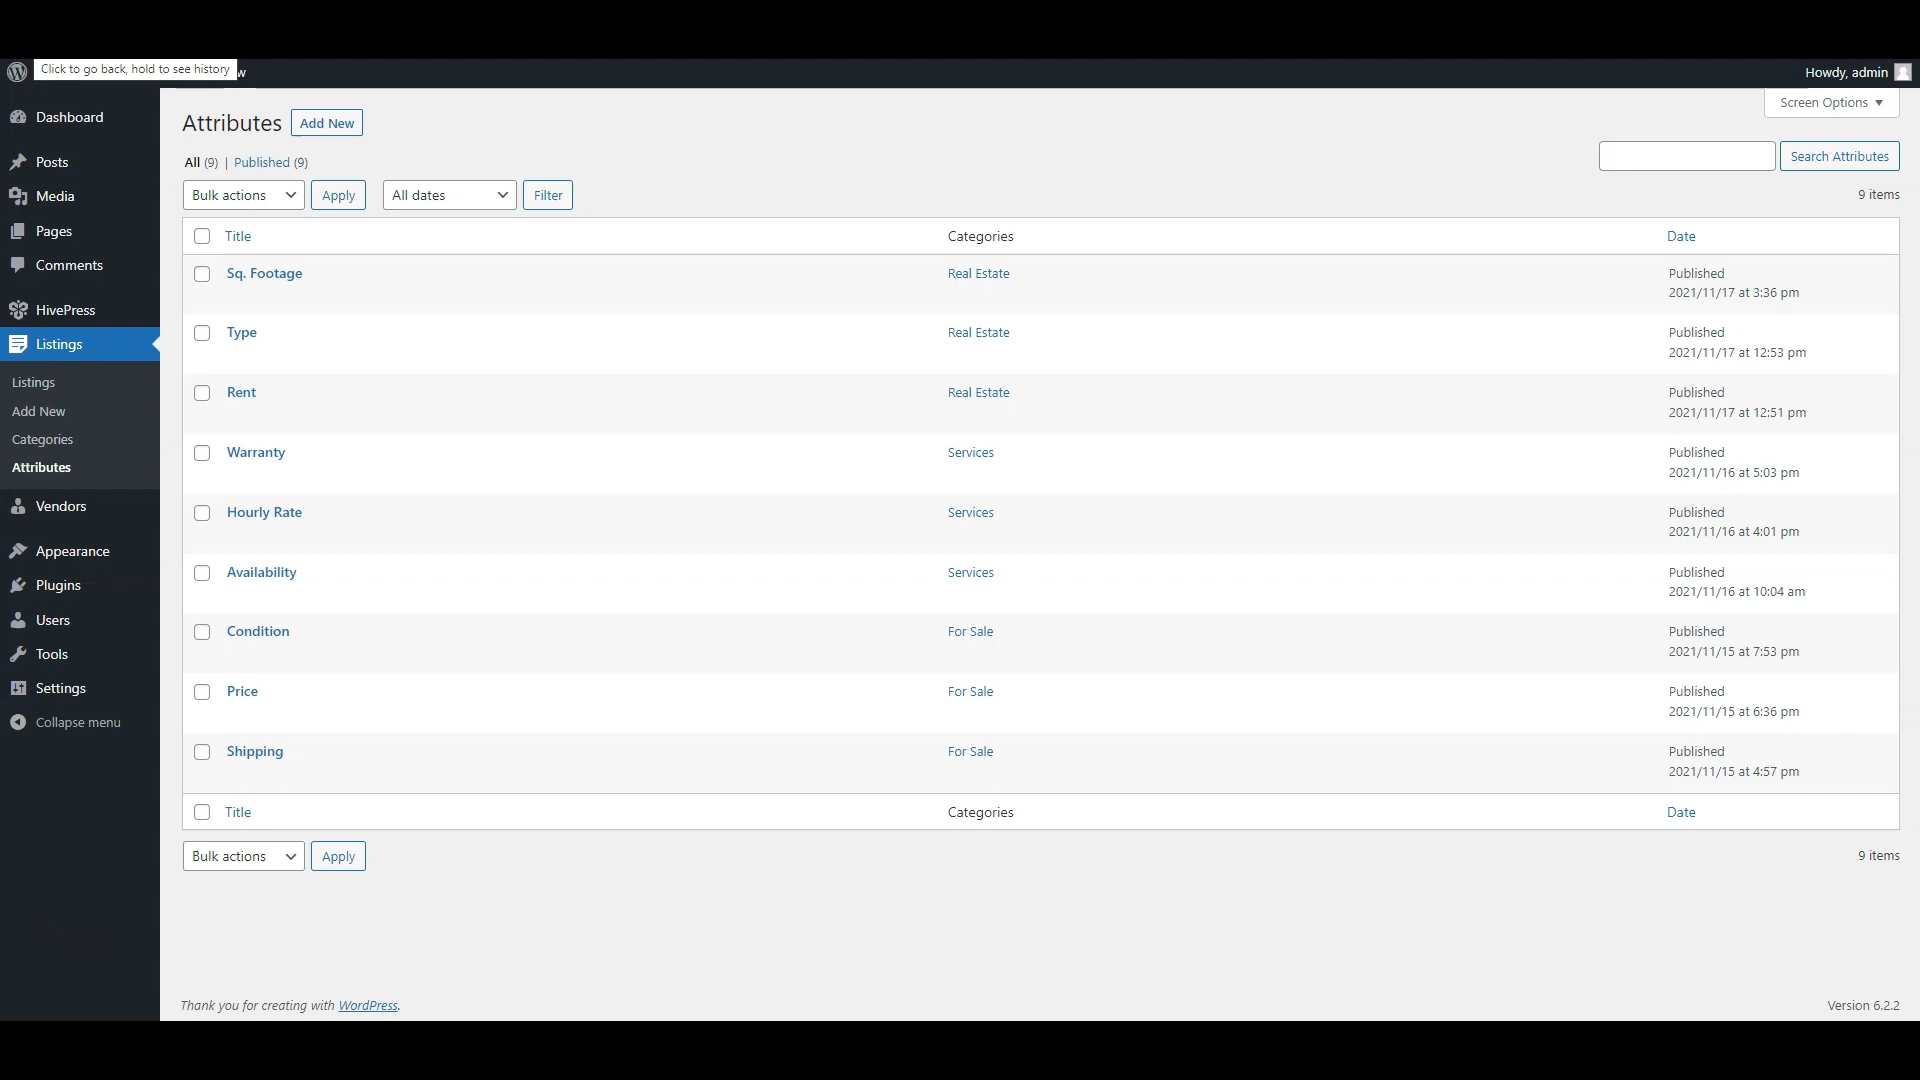 Click to go back, hold to see history
w
Howdy, admin
Screen Options
Dashboard
Posts
Media
Pages
Comments
HivePress
Listings
Listings
Add New
Categories
Attributes
Vendors
Appearance
Plugins
Users
Tools
Settings
Collapse menu
Attributes Add New
All (9) | Published (9)
Search Attributes
Bulk actions Apply All dates Filter 9 items
Title Categories Date
Sq. Footage Real Estate Published
2021/11/17 at 3:36 pm
Type Real Estate Published
2021/11/17 at 12:53 pm
Rent Real Estate Published
2021/11/17 at 12:51 pm
Warranty Services Published
2021/11/16 at 5:03 pm
Hourly Rate Services Published
2021/11/16 at 4:01 pm
Availability Services Published
2021/11/16 at 10:04 am
Condition For Sale Published
2021/11/15 at 7:53 pm
Price For Sale Published
2021/11/15 at 6:36 pm
Shipping For Sale Published
2021/11/15 at 4:57 pm
Title Categories Date
Bulk actions Apply 9 items
Thank you for creating with WordPress. Version 6.2.2